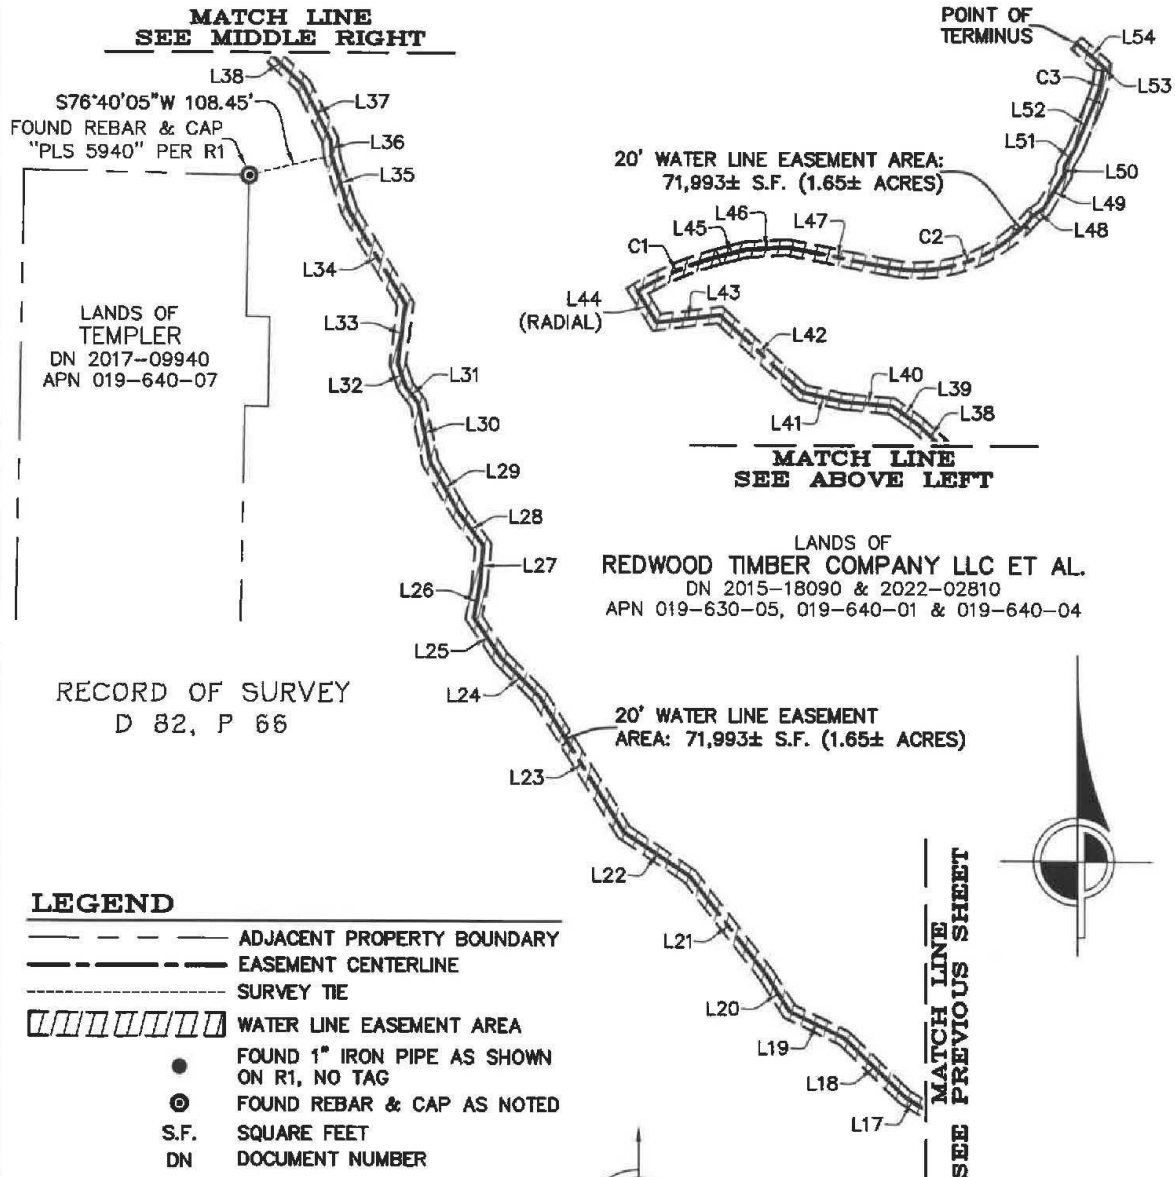 MATCH LINE
SEE MIDDLE RIGHT
L38
L37
S76°40'05"W 108.45'
FOUND REBAR & CAP
"PLS 5940" PER R1
L36
L35
L34
LANDS OF
TEMPLER
DN 2017-09940
APN 019-640-07
L33
L32
L31
L30
L29
L28
L27
L26
L25
L24
RECORD OF SURVEY
D 82, P 66
POINT OF
TERMINUS
L54
C3
L53
L52
L51
20' WATER LINE EASEMENT AREA:
71,993± S.F. (1.65± ACRES)
L50
L49
L48
L46
L45
L47
C1
C2
L44
(RADIAL)
L43
L42
L40
L39
L41
L38
MATCH LINE
SEE ABOVE LEFT
LANDS OF
REDWOOD TIMBER COMPANY LLC ET AL.
DN 2015-18090 & 2022-02810
APN 019-630-05, 019-640-01 & 019-640-04
20' WATER LINE EASEMENT
AREA: 71,993± S.F. (1.65± ACRES)
L23
L22
L21
L20
L19
L18
L17
MATCH LINE
SEE PREVIOUS SHEET
LEGEND
ADJACENT PROPERTY BOUNDARY
EASEMENT CENTERLINE
SURVEY TIE
WATER LINE EASEMENT AREA
FOUND 1" IRON PIPE AS SHOWN
ON R1, NO TAG
FOUND REBAR & CAP AS NOTED
S.F. SQUARE FEET
DN DOCUMENT NUMBER